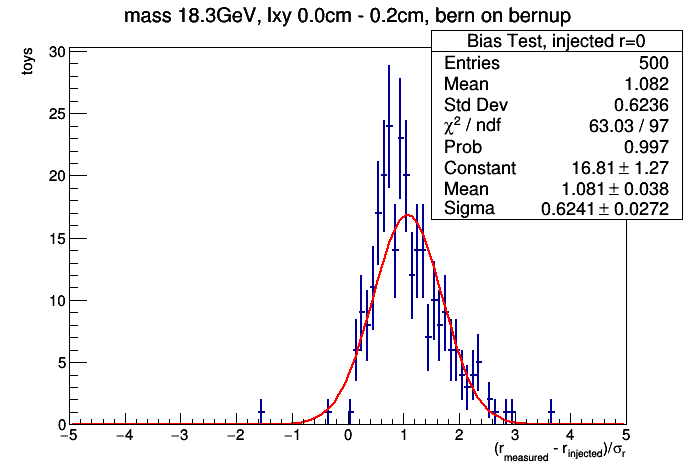 mass 18.3GeV, lxy 0.0cm - 0.2cm, bern on bernup
Bias Test, injected r=0
Entries 500
Mean 1.082
Std Dev 0.6236
χ² / ndf 63.03 / 97
Prob 0.997
Constant 16.81 ± 1.27
Mean 1.081 ± 0.038
Sigma 0.6241 ± 0.0272
toys
30
25
20
15
10
5
0
−5 −4 −3 −2 −1 0 1 2 3 4 5
(r_measured - r_injected)/σ_r